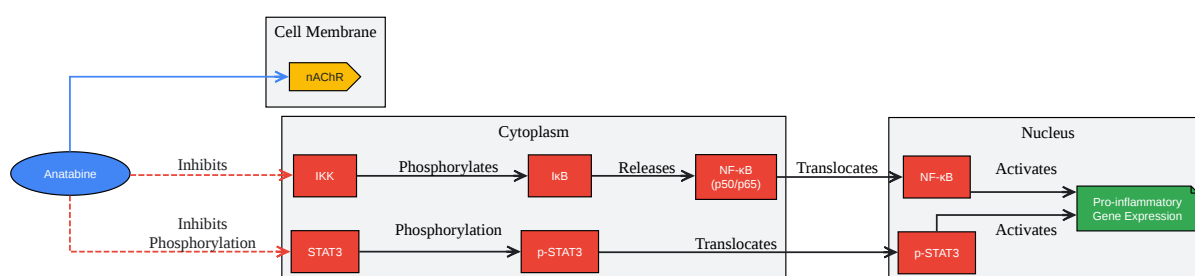 Cell Membrane
nAChR
Cytoplasm
Nucleus
Anatabine
Inhibits
IKK
Phosphorylates
IκB
Releases
NF-κB
(p50/p65)
Translocates
NF-κB
Activates
Pro-inflammatory
Gene Expression
Inhibits
Phosphorylation
STAT3
Phosphorylation
p-STAT3
Translocates
p-STAT3
Activates